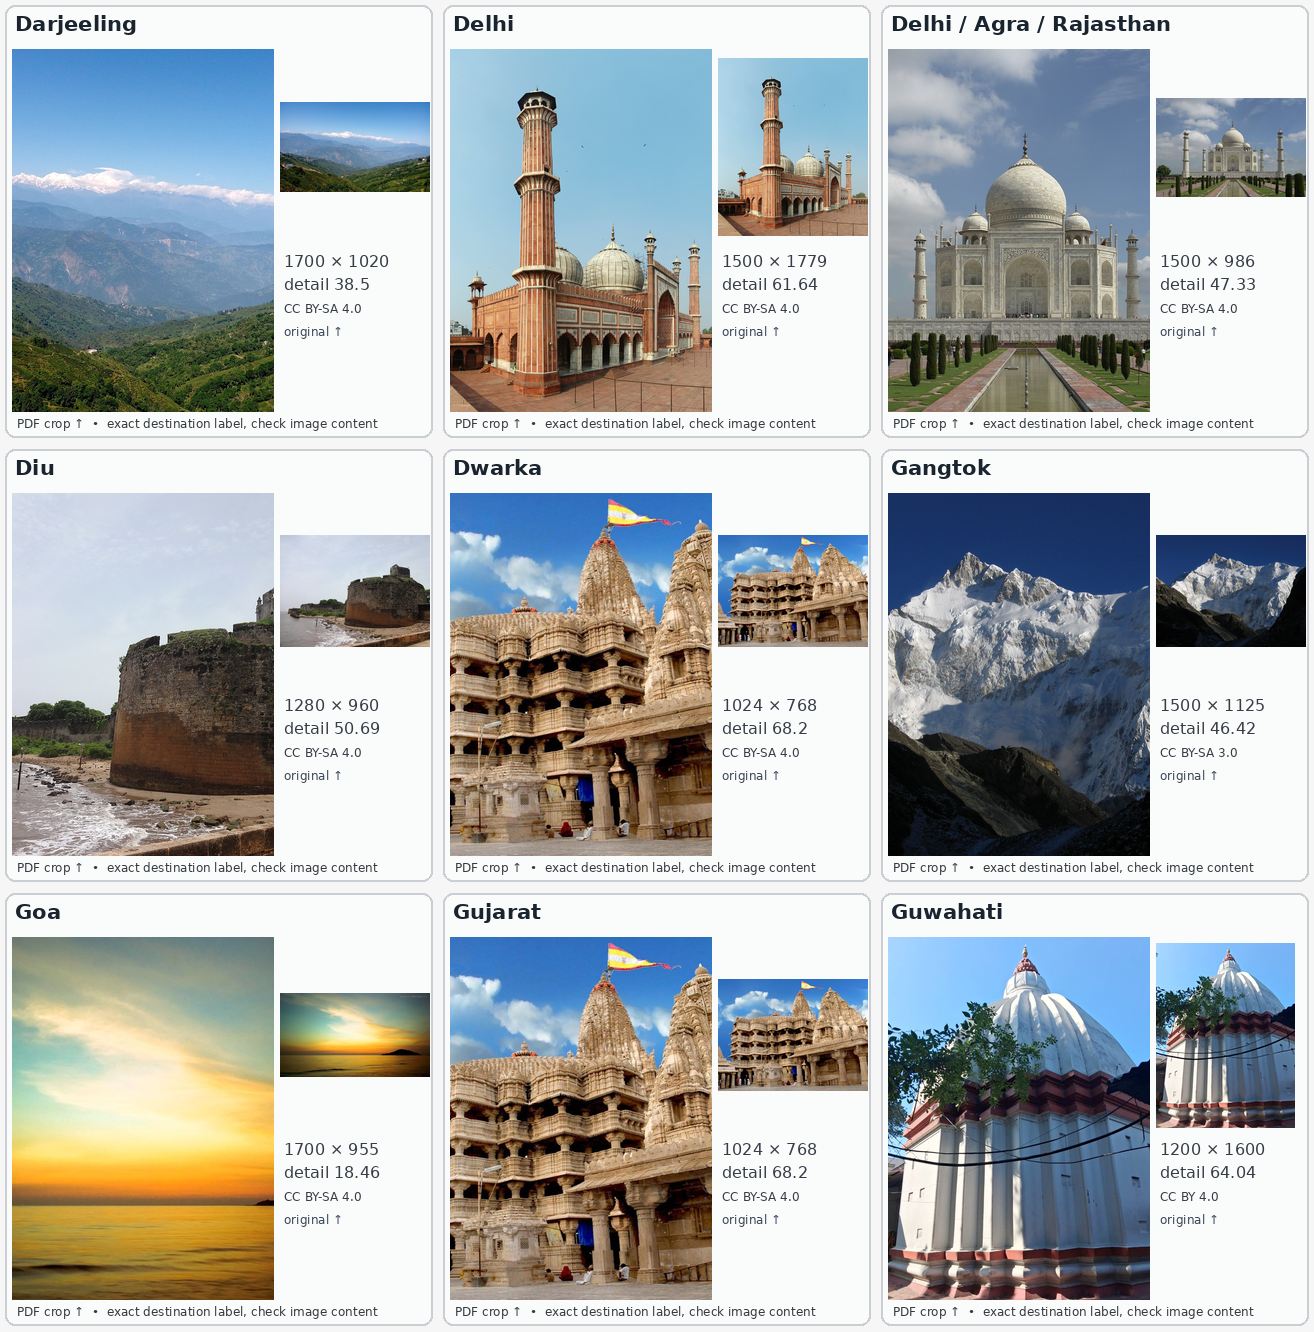 Darjeeling
1700 × 1020
detail 38.5
CC BY-SA 4.0
original ↑
PDF crop ↑ • exact destination label, check image content
Delhi
1500 × 1779
detail 61.64
CC BY-SA 4.0
original ↑
PDF crop ↑ • exact destination label, check image content
Delhi / Agra / Rajasthan
1500 × 986
detail 47.33
CC BY-SA 4.0
original ↑
PDF crop ↑ • exact destination label, check image content
Diu
1280 × 960
detail 50.69
CC BY-SA 4.0
original ↑
PDF crop ↑ • exact destination label, check image content
Dwarka
1024 × 768
detail 68.2
CC BY-SA 4.0
original ↑
PDF crop ↑ • exact destination label, check image content
Gangtok
1500 × 1125
detail 46.42
CC BY-SA 3.0
original ↑
PDF crop ↑ • exact destination label, check image content
Goa
1700 × 955
detail 18.46
CC BY-SA 4.0
original ↑
PDF crop ↑ • exact destination label, check image content
Gujarat
1024 × 768
detail 68.2
CC BY-SA 4.0
original ↑
PDF crop ↑ • exact destination label, check image content
Guwahati
1200 × 1600
detail 64.04
CC BY 4.0
original ↑
PDF crop ↑ • exact destination label, check image content